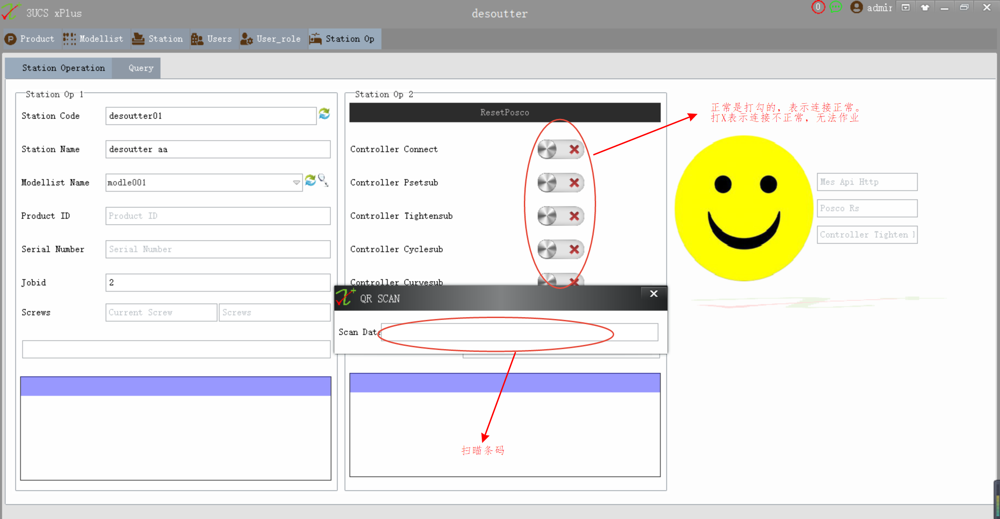 3UCS xPlus
desoutter
0
admin
Product
Modellist
Station
Users
User_role
Station Op
Station Operation
Query
Station Op 1
Station Code
desoutter01
Station Name
desoutter aa
Modellist Name
modle001
Product ID
Product ID
Serial Number
Serial Number
Jobid
2
Screws
Current Screw
Screws
Station Op 2
ResetPosco
Controller Connect
Controller Psetsub
Controller Tightensub
Controller Cyclesub
Controller Curvesub
正常是打勾的，表示连接正常。
打X表示连接不正常，无法作业
Mes Api Http
Posco Rs
Controller Tighten
QR SCAN
Scan Data
扫瞄条码